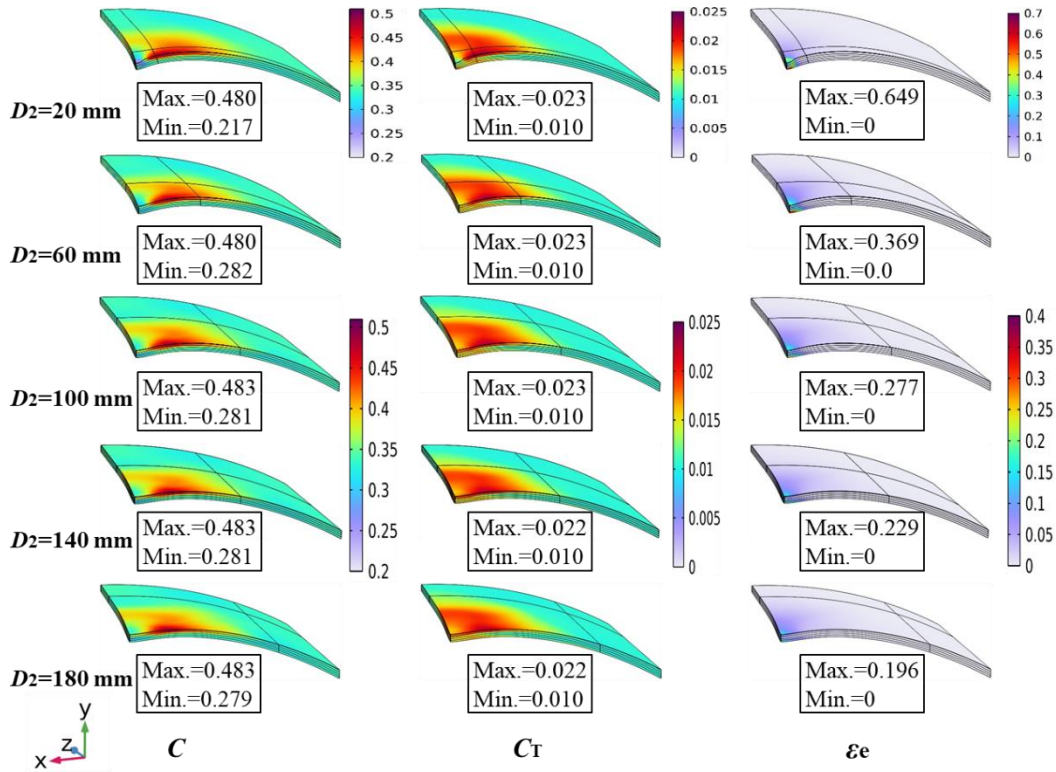 0.5
0.45
0.4
0.35
0.3
0.25
0.2
0.025
0.02
0.015
0.01
0.005
0
0.7
0.6
0.5
0.4
0.3
0.2
0.1
0
D2=20 mm
Max.=0.480
Min.=0.217
Max.=0.023
Min.=0.010
Max.=0.649
Min.=0
D2=60 mm
Max.=0.480
Min.=0.282
Max.=0.023
Min.=0.010
Max.=0.369
Min.=0.0
D2=100 mm
Max.=0.483
Min.=0.281
Max.=0.023
Min.=0.010
Max.=0.277
Min.=0
0.5
0.45
0.4
0.35
0.3
0.25
0.2
0.025
0.02
0.015
0.01
0.005
0
0.4
0.35
0.3
0.25
0.2
0.15
0.1
0.05
0
D2=140 mm
Max.=0.483
Min.=0.281
Max.=0.022
Min.=0.010
Max.=0.229
Min.=0
D2=180 mm
Max.=0.483
Min.=0.279
Max.=0.022
Min.=0.010
Max.=0.196
Min.=0
y
z
x
C
CT
εe